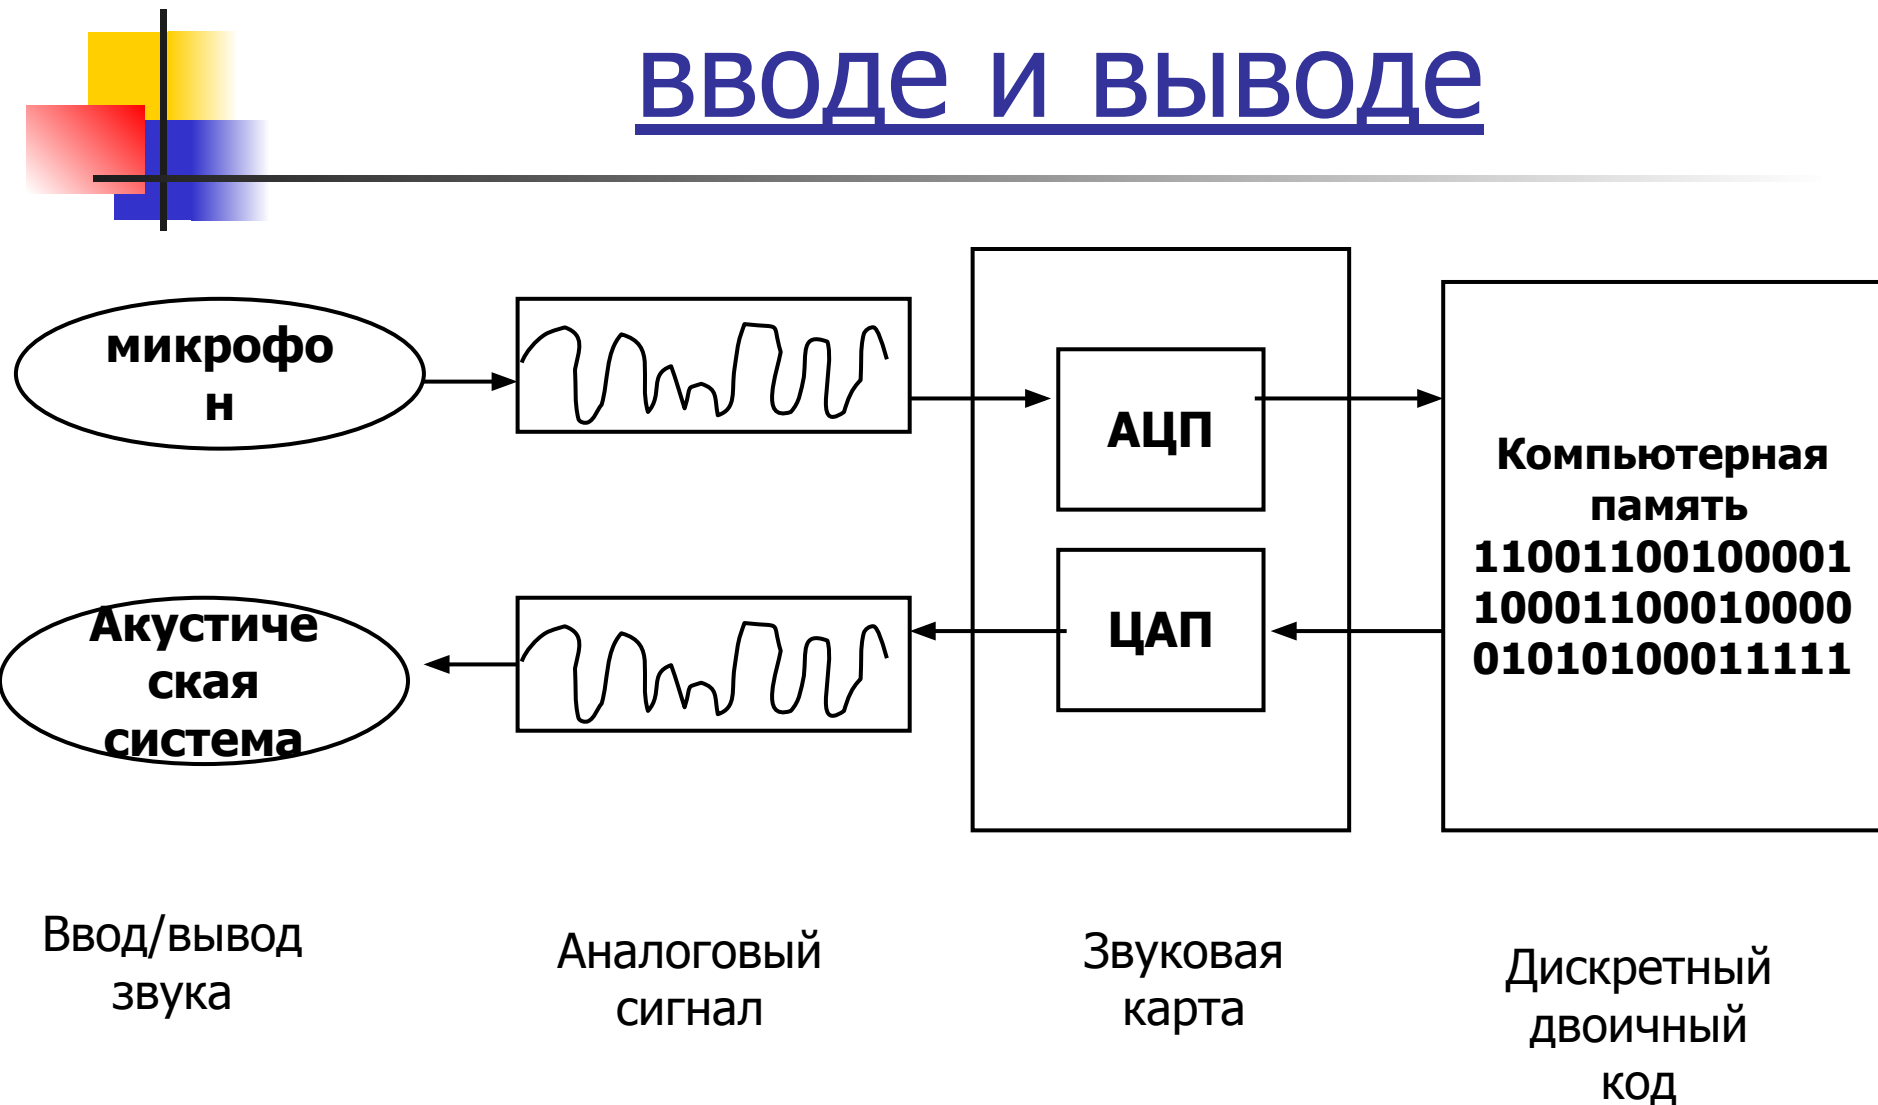 вводе и выводе
микрофо
н
АЦП
Компьютерная
память
11001100100001
10001100010000
01010100011111
Акустиче
ская
система
ЦАП
Ввод/вывод
звука
Аналоговый
сигнал
Звуковая
карта
Дискретный
двоичный
код